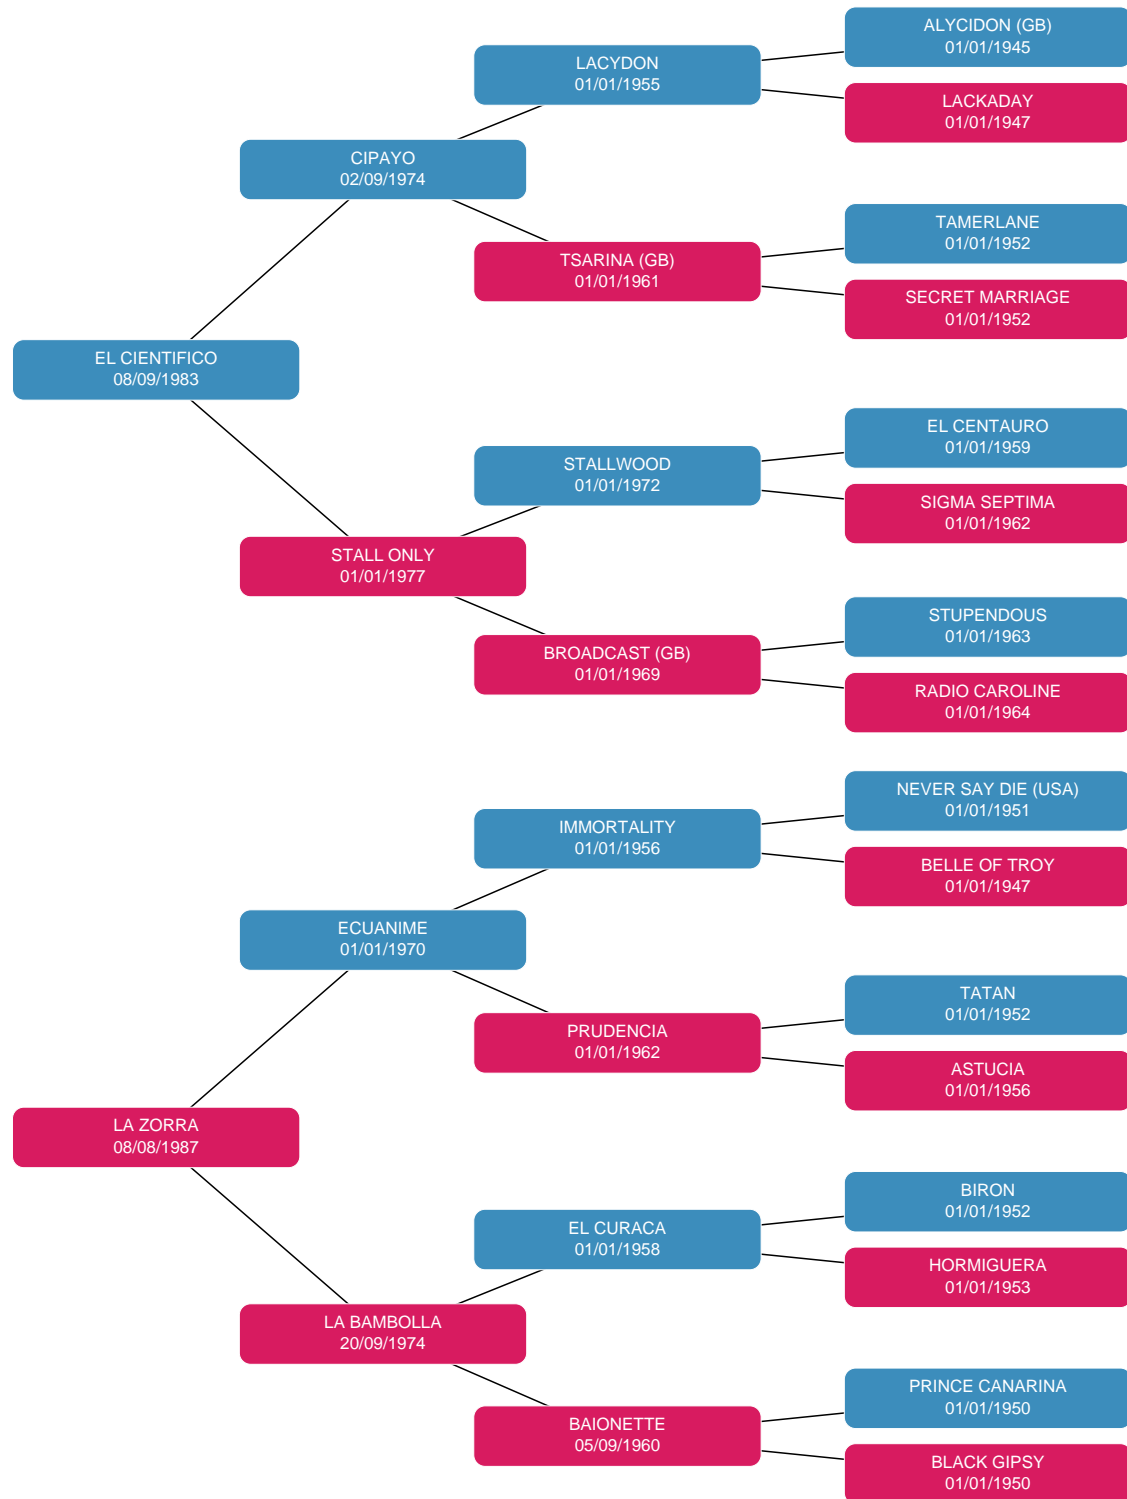 ALYCIDON (GB)
01/01/1945
LACYDON
01/01/1955
LACKADAY
01/01/1947
CIPAYO
02/09/1974
TAMERLANE
01/01/1952
TSARINA (GB)
01/01/1961
SECRET MARRIAGE
01/01/1952
EL CIENTIFICO
08/09/1983
EL CENTAURO
01/01/1959
STALLWOOD
01/01/1972
SIGMA SEPTIMA
01/01/1962
STALL ONLY
01/01/1977
STUPENDOUS
01/01/1963
BROADCAST (GB)
01/01/1969
RADIO CAROLINE
01/01/1964
NEVER SAY DIE (USA)
01/01/1951
IMMORTALITY
01/01/1956
BELLE OF TROY
01/01/1947
ECUANIME
01/01/1970
TATAN
01/01/1952
PRUDENCIA
01/01/1962
ASTUCIA
01/01/1956
LA ZORRA
08/08/1987
BIRON
01/01/1952
EL CURACA
01/01/1958
HORMIGUERA
01/01/1953
LA BAMBOLLA
20/09/1974
PRINCE CANARINA
01/01/1950
BAIONETTE
05/09/1960
BLACK GIPSY
01/01/1950